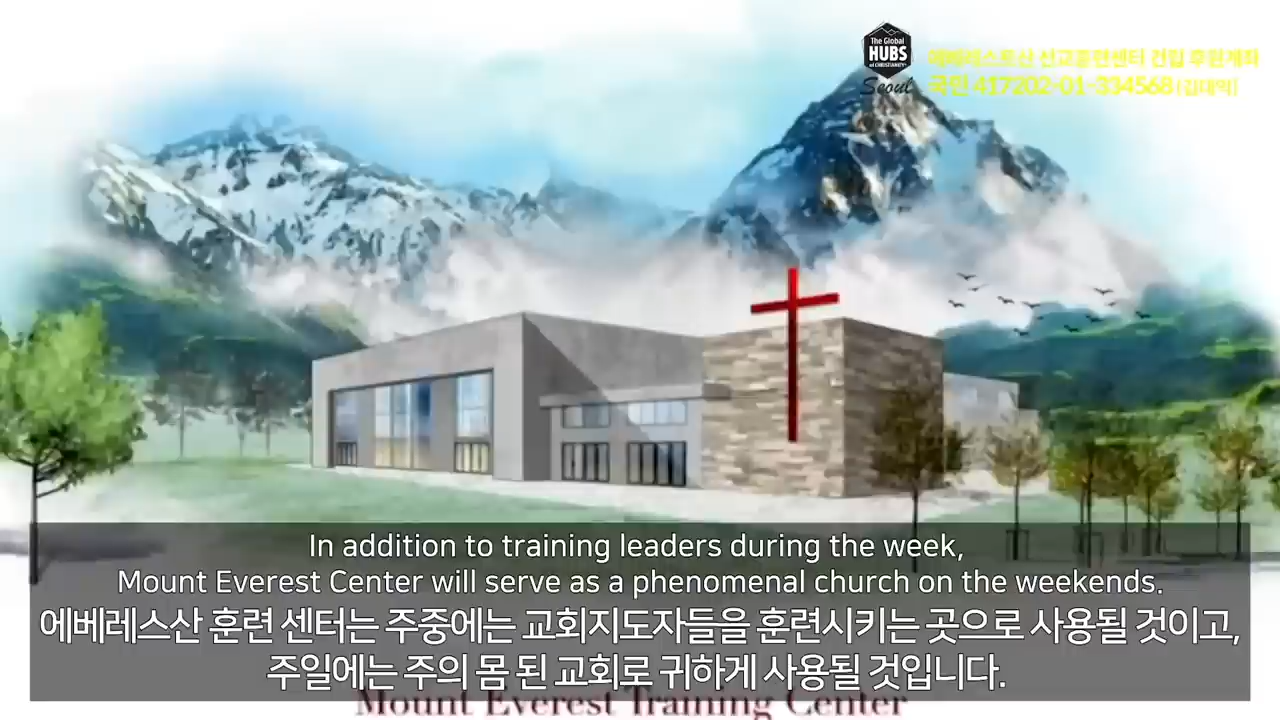 The Global
HUBS
of CHRISTIANITY
Seoul
에베레스트산 선교훈련센터 건립 후원계좌
국민 417202-01-334568 (김대억)
In addition to training leaders during the week,
Mount Everest Center will serve as a phenomenal church on the weekends.
에베레스산 훈련 센터는 주중에는 교회지도자들을 훈련시키는 곳으로 사용될 것이고,
주일에는 주의 몸 된 교회로 귀하게 사용될 것입니다.
Mount Everest Training Center